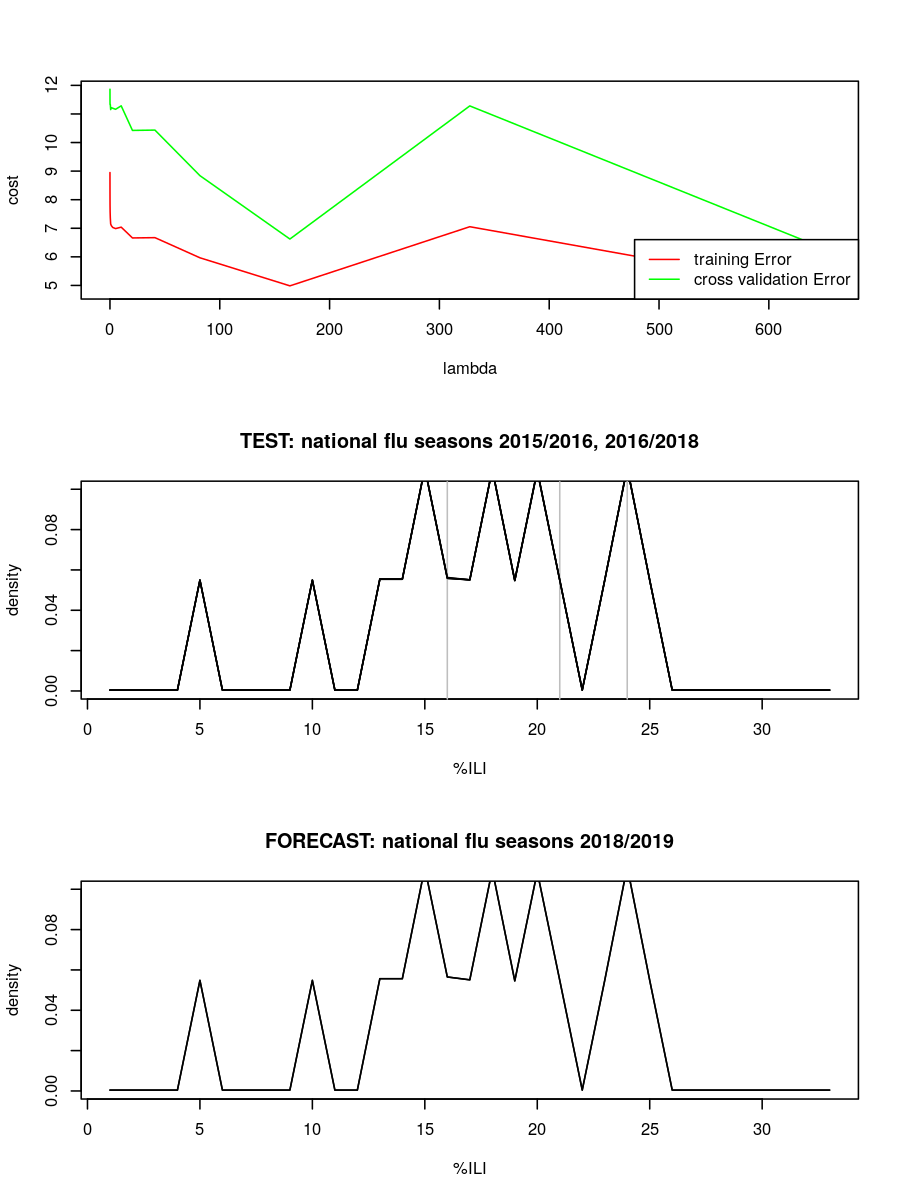 12
10
9
8
7
6
5
cost
0 100 200 300 400 500 600
lambda
training Error
cross validation Error
TEST: national flu seasons 2015/2016, 2016/2018
0.08
0.04
0.00
density
0 5 10 15 20 25 30
%ILI
FORECAST: national flu seasons 2018/2019
0.08
0.04
0.00
density
0 5 10 15 20 25 30
%ILI